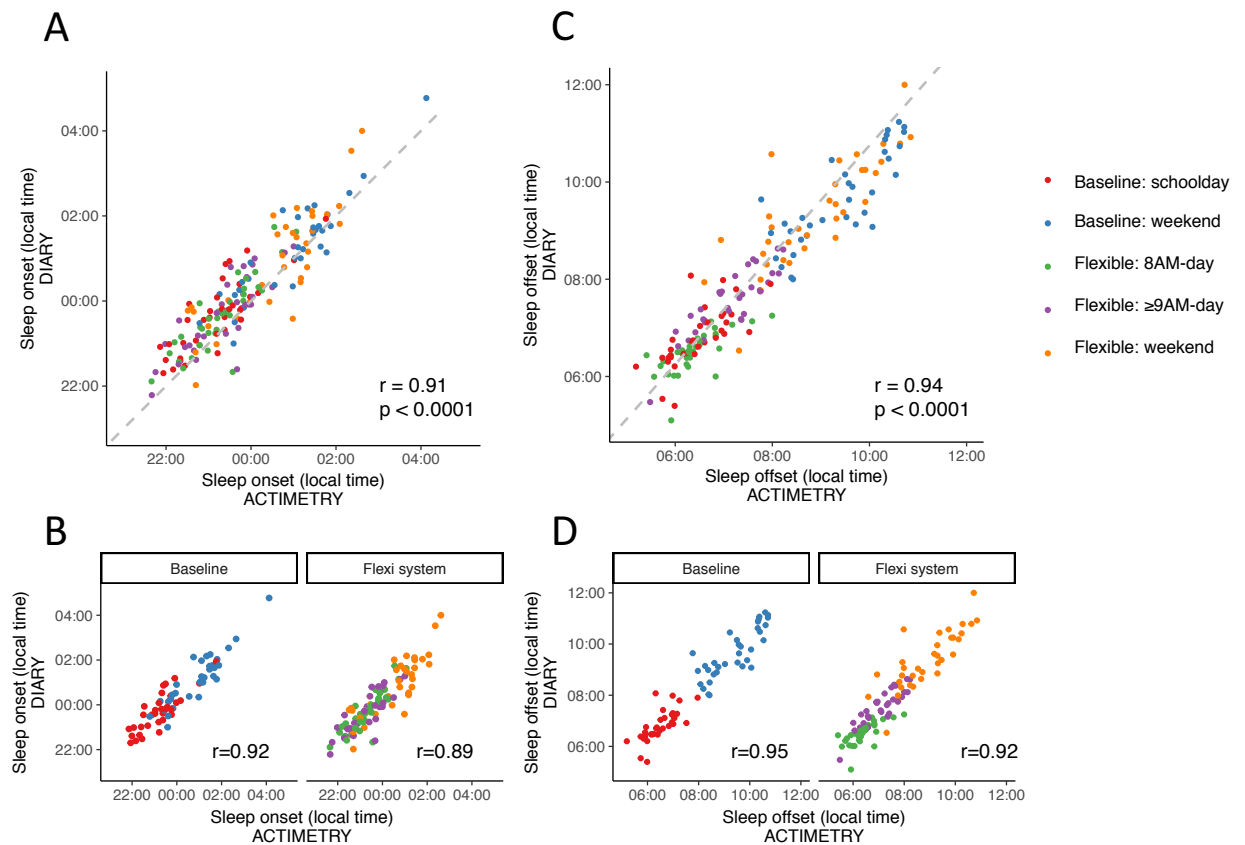 A
Sleep onset (local time)
DIARY
04:00
02:00
00:00
22:00
r = 0.91
p < 0.0001
22:00 00:00 02:00 04:00
Sleep onset (local time)
ACTIMETRY
C
Sleep offset (local time)
DIARY
12:00
10:00
08:00
06:00
r = 0.94
p < 0.0001
06:00 08:00 10:00 12:00
Sleep offset (local time)
ACTIMETRY
Baseline: schoolday
Baseline: weekend
Flexible: 8AM-day
Flexible: ≥9AM-day
Flexible: weekend
B
Baseline Flexi system
Sleep onset (local time)
DIARY
04:00
02:00
00:00
22:00
r=0.92 r=0.89
22:00 00:00 02:00 04:00 22:00 00:00 02:00 04:00
Sleep onset (local time)
ACTIMETRY
D
Baseline Flexi system
Sleep offset (local time)
DIARY
12:00
10:00
08:00
06:00
r=0.95 r=0.92
06:00 08:00 10:00 12:00 06:00 08:00 10:00 12:00
Sleep offset (local time)
ACTIMETRY